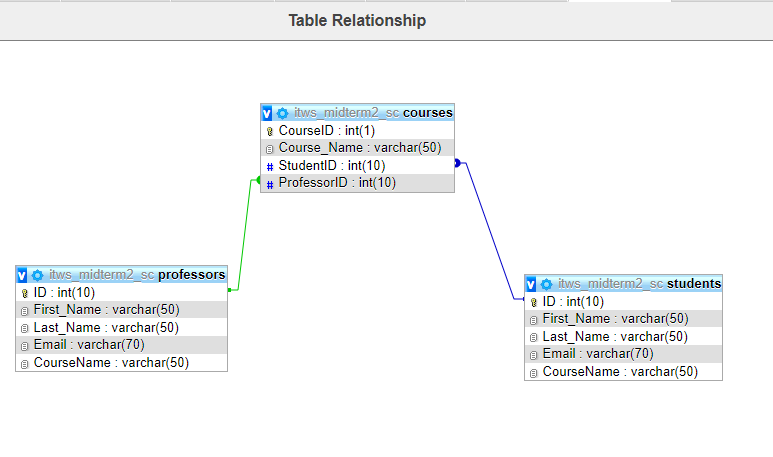 Table Relationship
v itws_midterm2_sc courses
CourseID : int(1)
Course_Name : varchar(50)
# StudentID : int(10)
# ProfessorID : int(10)
v itws_midterm2_sc professors
ID : int(10)
First_Name : varchar(50)
Last_Name : varchar(50)
Email : varchar(70)
CourseName : varchar(50)
v itws_midterm2_sc students
ID : int(10)
First_Name : varchar(50)
Last_Name : varchar(50)
Email : varchar(70)
CourseName : varchar(50)